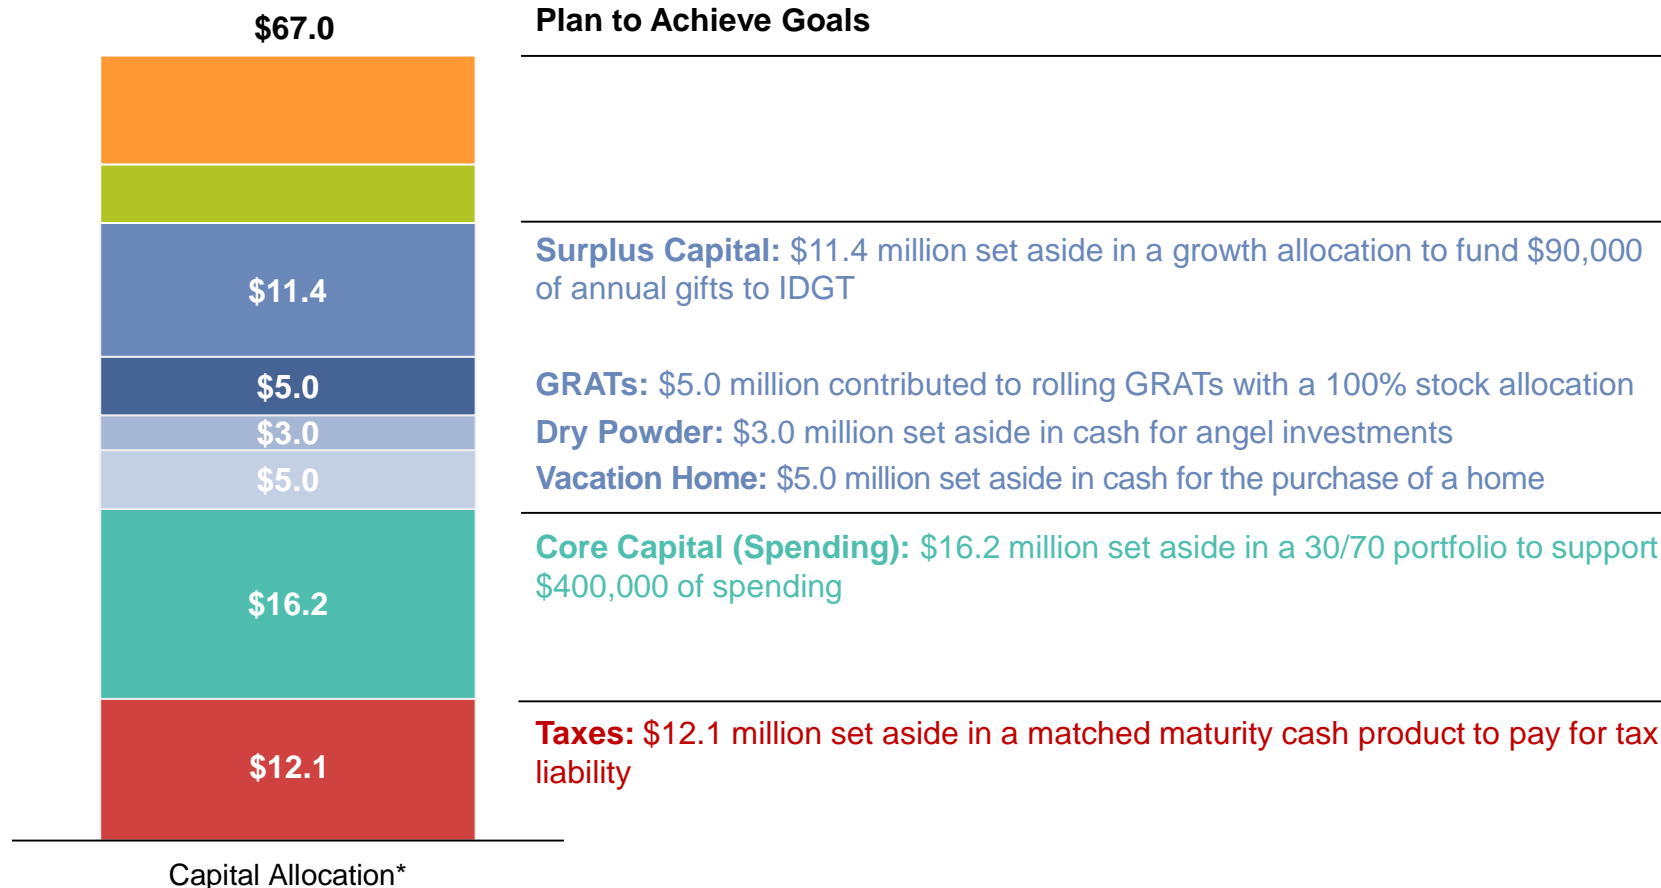 $67.0
Plan to Achieve Goals
$11.4
Surplus Capital: $11.4 million set aside in a growth allocation to fund $90,000
of annual gifts to IDGT
$5.0
GRATs: $5.0 million contributed to rolling GRATs with a 100% stock allocation
$3.0
Dry Powder: $3.0 million set aside in cash for angel investments
$5.0
Vacation Home: $5.0 million set aside in cash for the purchase of a home
$16.2
Core Capital (Spending): $16.2 million set aside in a 30/70 portfolio to support
$400,000 of spending
$12.1
Taxes: $12.1 million set aside in a matched maturity cash product to pay for tax
liability
Capital Allocation*